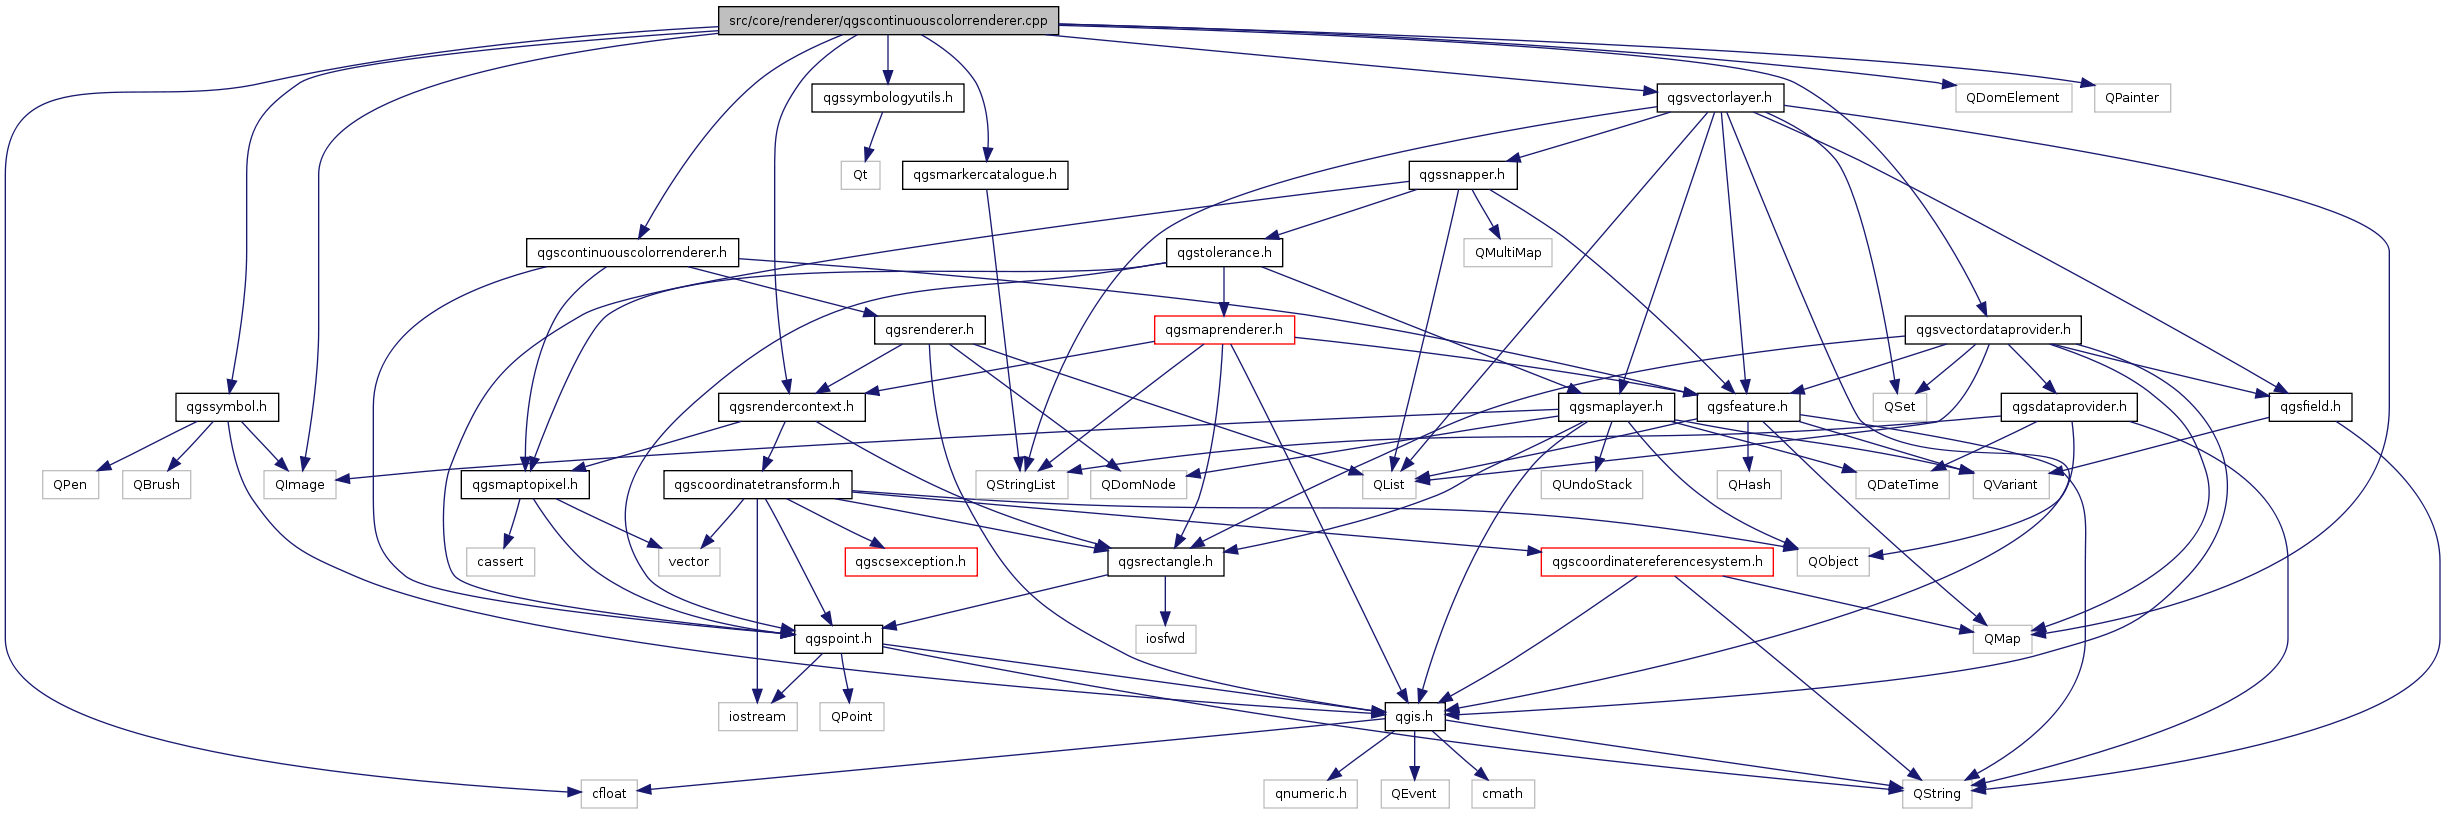 src/core/renderer/qgscontinuouscolorrenderer.cpp
qgssymbologyutils.h
qgsvectorlayer.h
QDomElement
QPainter
Qt
qgsmarkercatalogue.h
qgssnapper.h
qgscontinuouscolorrenderer.h
qgstolerance.h
QMultiMap
qgsrenderer.h
qgsmaprenderer.h
qgsvectordataprovider.h
qgssymbol.h
qgsrendercontext.h
qgsmaplayer.h
qgsfeature.h
QSet
qgsdataprovider.h
qgsfield.h
QPen
QBrush
QImage
qgsmaptopixel.h
qgscoordinatetransform.h
QStringList
QDomNode
QList
QUndoStack
QHash
QDateTime
QVariant
cassert
vector
qgscsexception.h
qgsrectangle.h
qgscoordinatereferencesystem.h
QObject
qgspoint.h
iosfwd
QMap
iostream
QPoint
qgis.h
cfloat
qnumeric.h
QEvent
cmath
QString